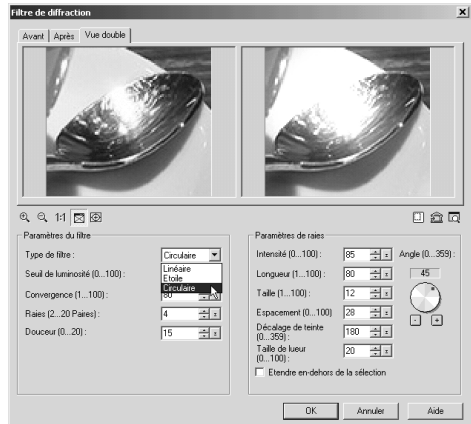 Filtre de diffraction
Avant Après Vue double
1:1
Paramètres du filtre
Type de filtre : Circulaire
Linéaire
Etoile
Circulaire
Seuil de luminosité (0...100) :
Convergence (1...100) : 80
Raies (2...20 Paires) : 4
Douceur (0...20) : 15
Paramètres de raies
Intensité (0...100) : 85
Longueur (1...100) : 80
Taille (1...100) : 12
Espacement (0...100) 28
Décalage de teinte (0...359) : 180
Taille de lueur (0...100) : 20
Etendre en-dehors de la sélection
Angle (0...359) :
45
OK Annuler Aide